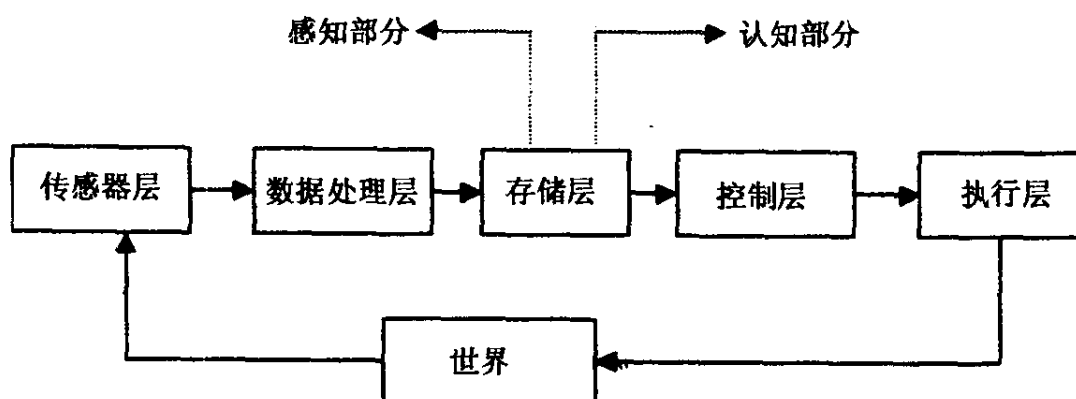 感知部分
认知部分
传感器层
数据处理层
存储层
控制层
执行层
世界